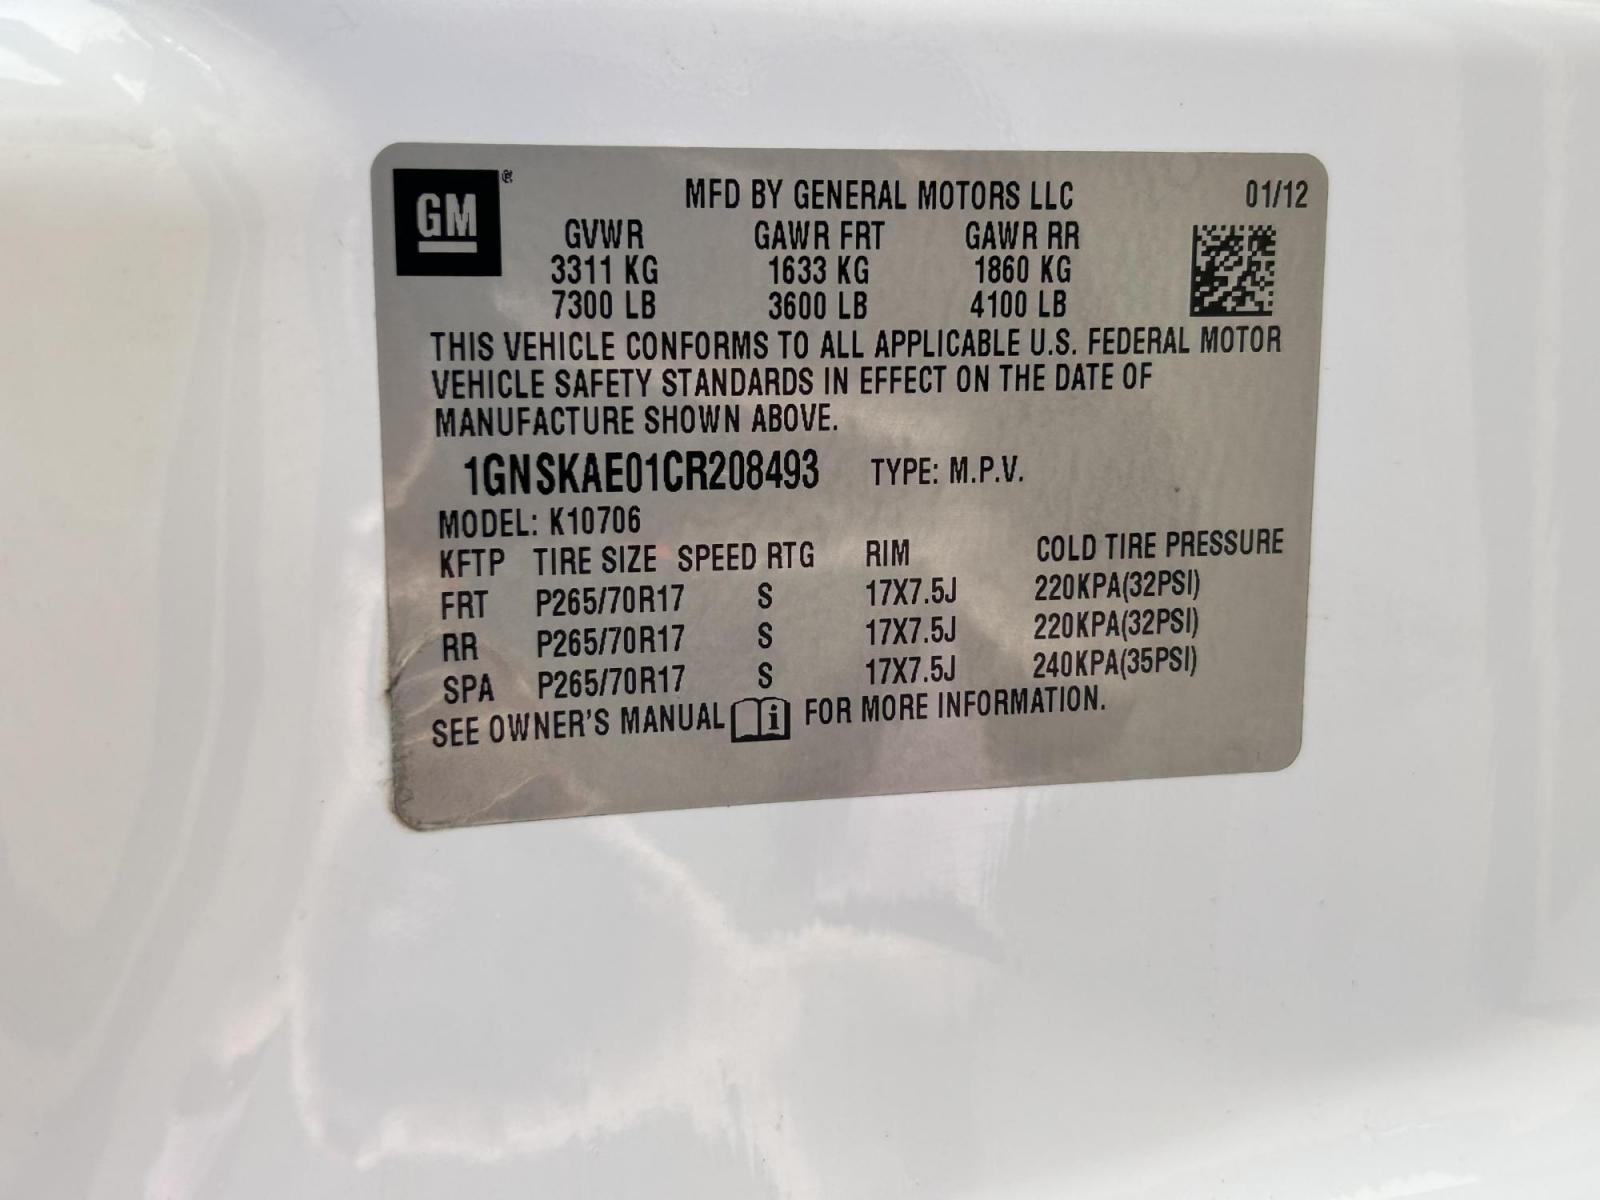 GM ®
MFD BY GENERAL MOTORS LLC 01/12
GVWR GAWR FRT GAWR RR
3311 KG 1633 KG 1860 KG
7300 LB 3600 LB 4100 LB
THIS VEHICLE CONFORMS TO ALL APPLICABLE U.S. FEDERAL MOTOR
VEHICLE SAFETY STANDARDS IN EFFECT ON THE DATE OF
MANUFACTURE SHOWN ABOVE.
1GNSKAE01CR208493 TYPE: M.P.V.
MODEL: K10706
KFTP TIRE SIZE SPEED RTG RIM COLD TIRE PRESSURE
FRT P265/70R17 S 17X7.5J 220KPA(32PSI)
RR P265/70R17 S 17X7.5J 220KPA(32PSI)
SPA P265/70R17 S 17X7.5J 240KPA(35PSI)
SEE OWNER'S MANUAL i FOR MORE INFORMATION.